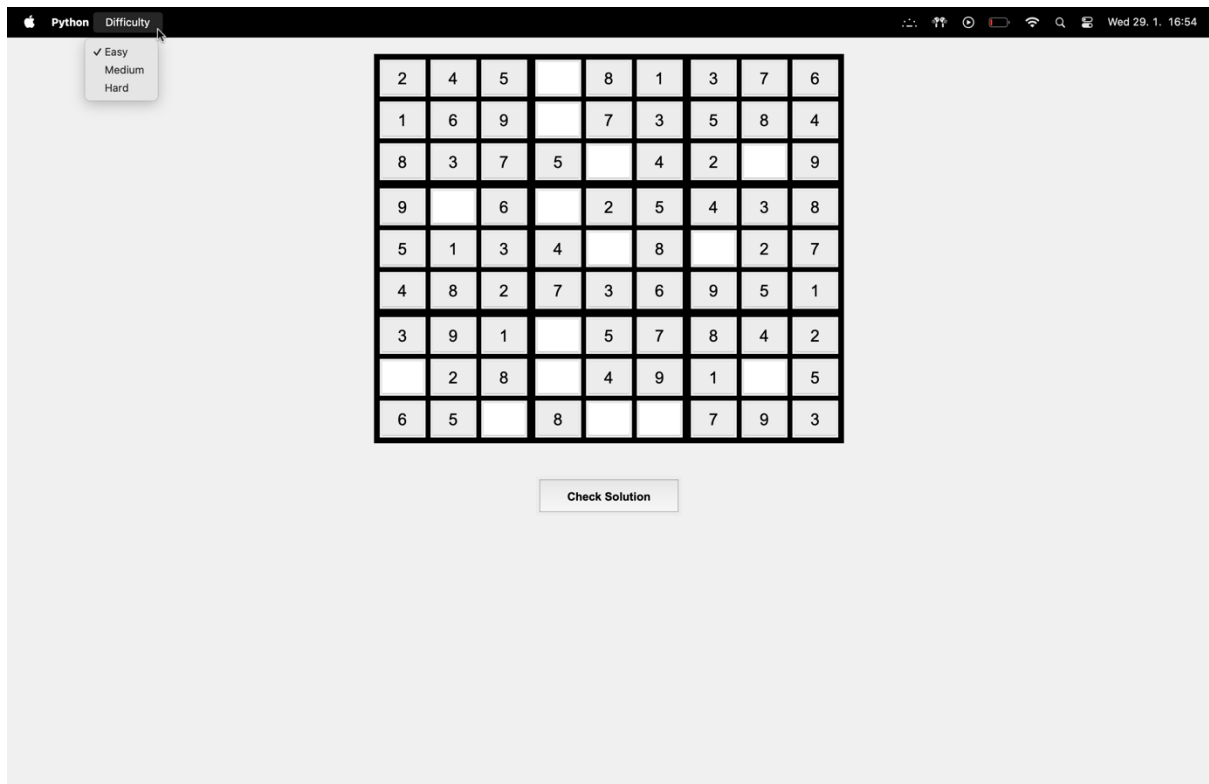 Python Difficulty Wed 29. 1. 16:54
✓ Easy
Medium
Hard
2 4 5 8 1 3 7 6
1 6 9 7 3 5 8 4
8 3 7 5 4 2 9
9 6 2 5 4 3 8
5 1 3 4 8 2 7
4 8 2 7 3 6 9 5 1
3 9 1 5 7 8 4 2
2 8 4 9 1 5
6 5 8 7 9 3
Check Solution